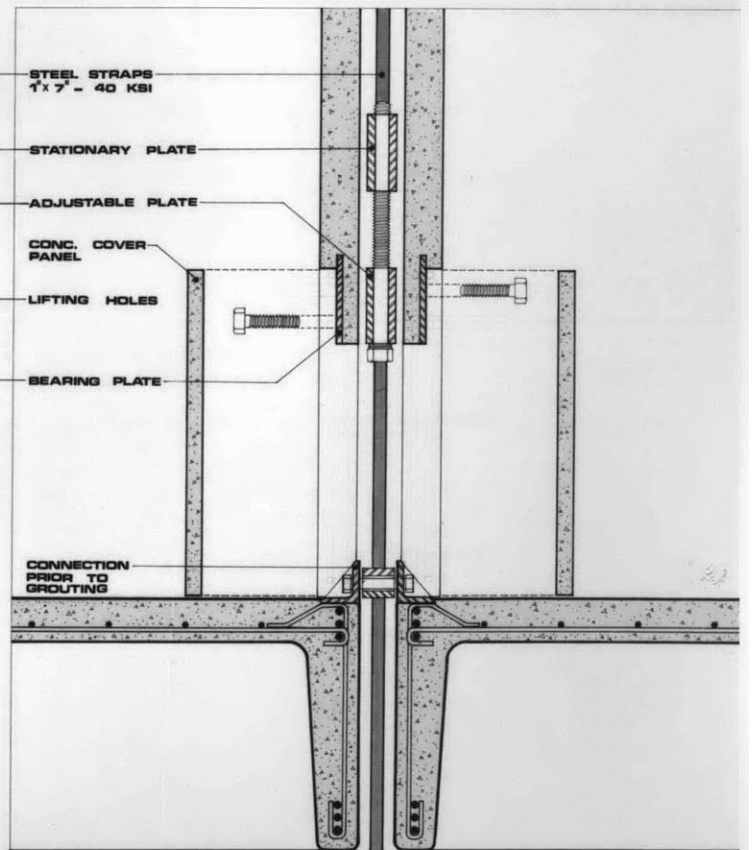 STEEL STRAPS
1"x 7" - 40 KSI
STATIONARY PLATE
ADJUSTABLE PLATE
CONC. COVER
PANEL
LIFTING HOLES
BEARING PLATE
CONNECTION
PRIOR TO
GROUTING